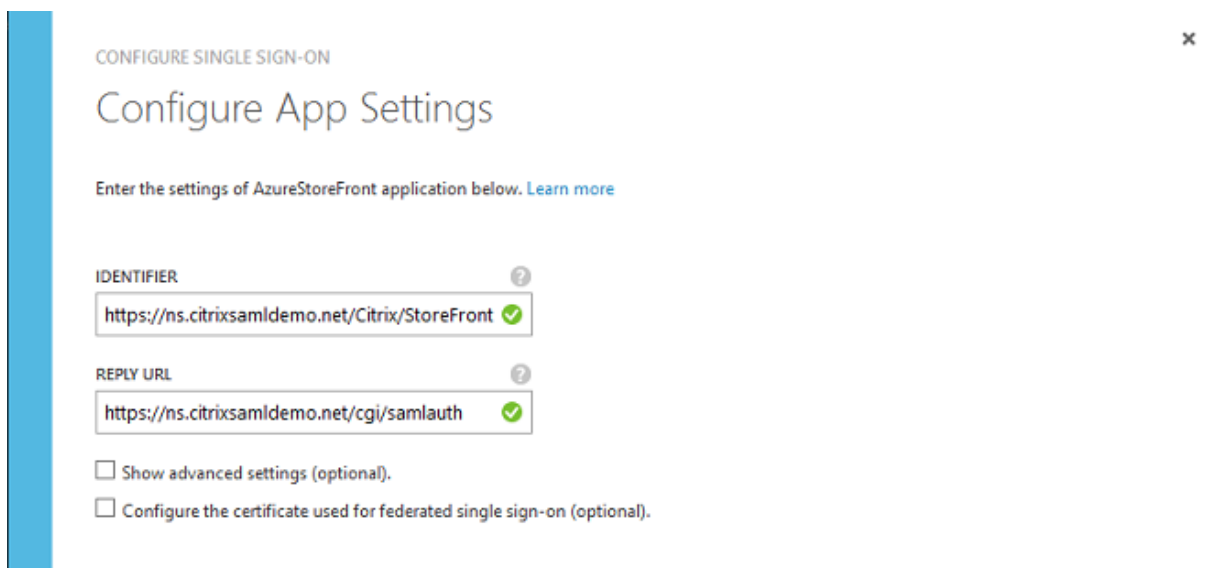 CONFIGURE SINGLE SIGN-ON
Configure App Settings
Enter the settings of AzureStoreFront application below. Learn more
IDENTIFIER
https://ns.citrixsamldemo.net/Citrix/StoreFront
REPLY URL
https://ns.citrixsamldemo.net/cgi/samlauth
Show advanced settings (optional).
Configure the certificate used for federated single sign-on (optional).